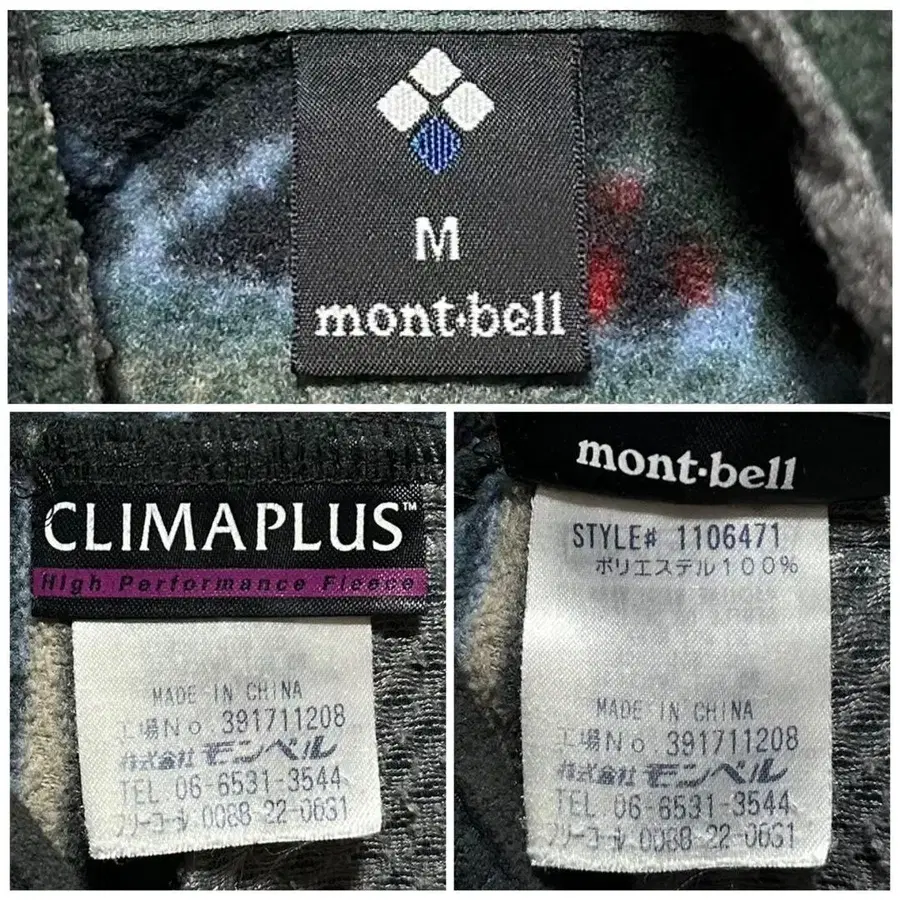 M
mont·bell
CLIMAPLUS™
High Performance Fleece
MADE IN CHINA
工場No 391711208
株式会社モンベル
TEL 06-6531-3544
フリーコール 0088-22-0031
mont·bell
STYLE# 1106471
ポリエステル100%
MADE IN CHINA
工場No 391711208
株式会社モンベル
TEL 06-6531-3544
フリーコール 0088-22-0031